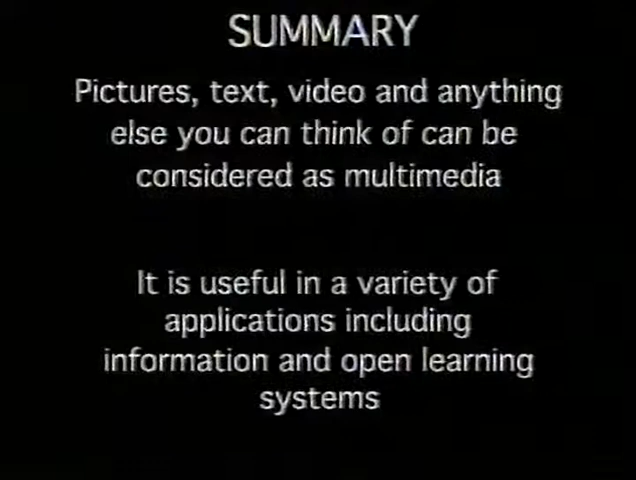 SUMMARY
Pictures, text, video and anything
else you can think of can be
considered as multimedia
It is useful in a variety of
applications including
information and open learning
systems